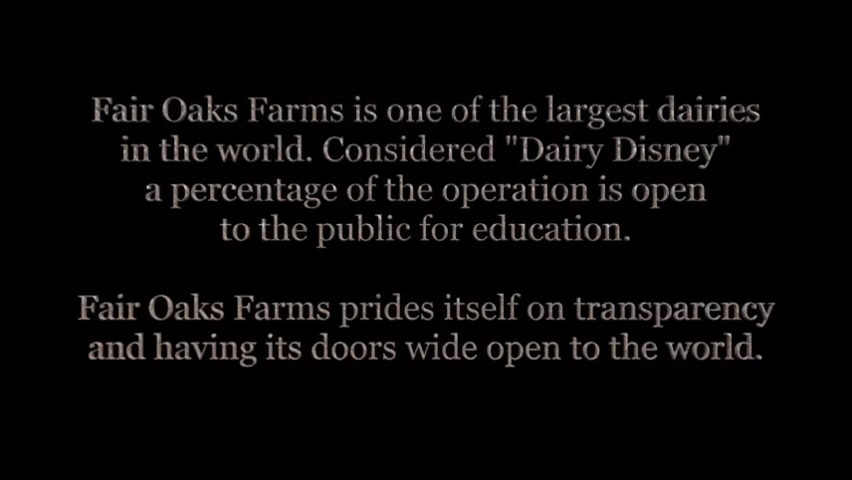 Fair Oaks Farms is one of the largest dairies
in the world. Considered "Dairy Disney"
a percentage of the operation is open
to the public for education.
Fair Oaks Farms prides itself on transparency
and having its doors wide open to the world.